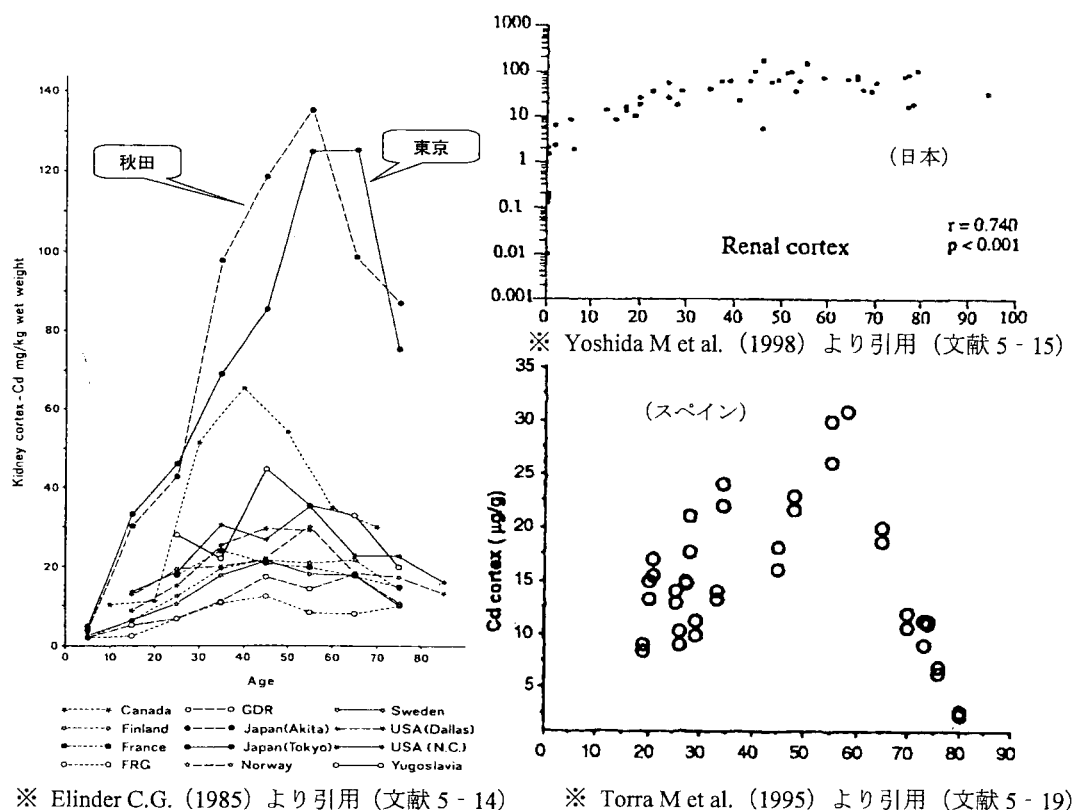 Kidney cortex-Cd mg/kg wet weight
140
120
100
80
60
40
20
0
秋田
東京
0 10 20 30 40 50 60 70 80
Age
Canada GDR Sweden
Finland Japan(Akita) USA(Dallas)
France Japan(Tokyo) USA(N.C.)
FRG Norway Yugoslavia
※ Elinder C.G.（1985）より引用（文献 5 - 14）
1000
100
10
1
0.1
0.01
0.001
（日本）
r = 0.740
p < 0.001
Renal cortex
0 10 20 30 40 50 60 70 80 90 100
※ Yoshida M et al.（1998）より引用（文献 5 - 15）
Cd cortex (μg/g)
35
30
25
20
15
10
5
（スペイン）
0 10 20 30 40 50 60 70 80 90
※ Torra M et al.（1995）より引用（文献 5 - 19）